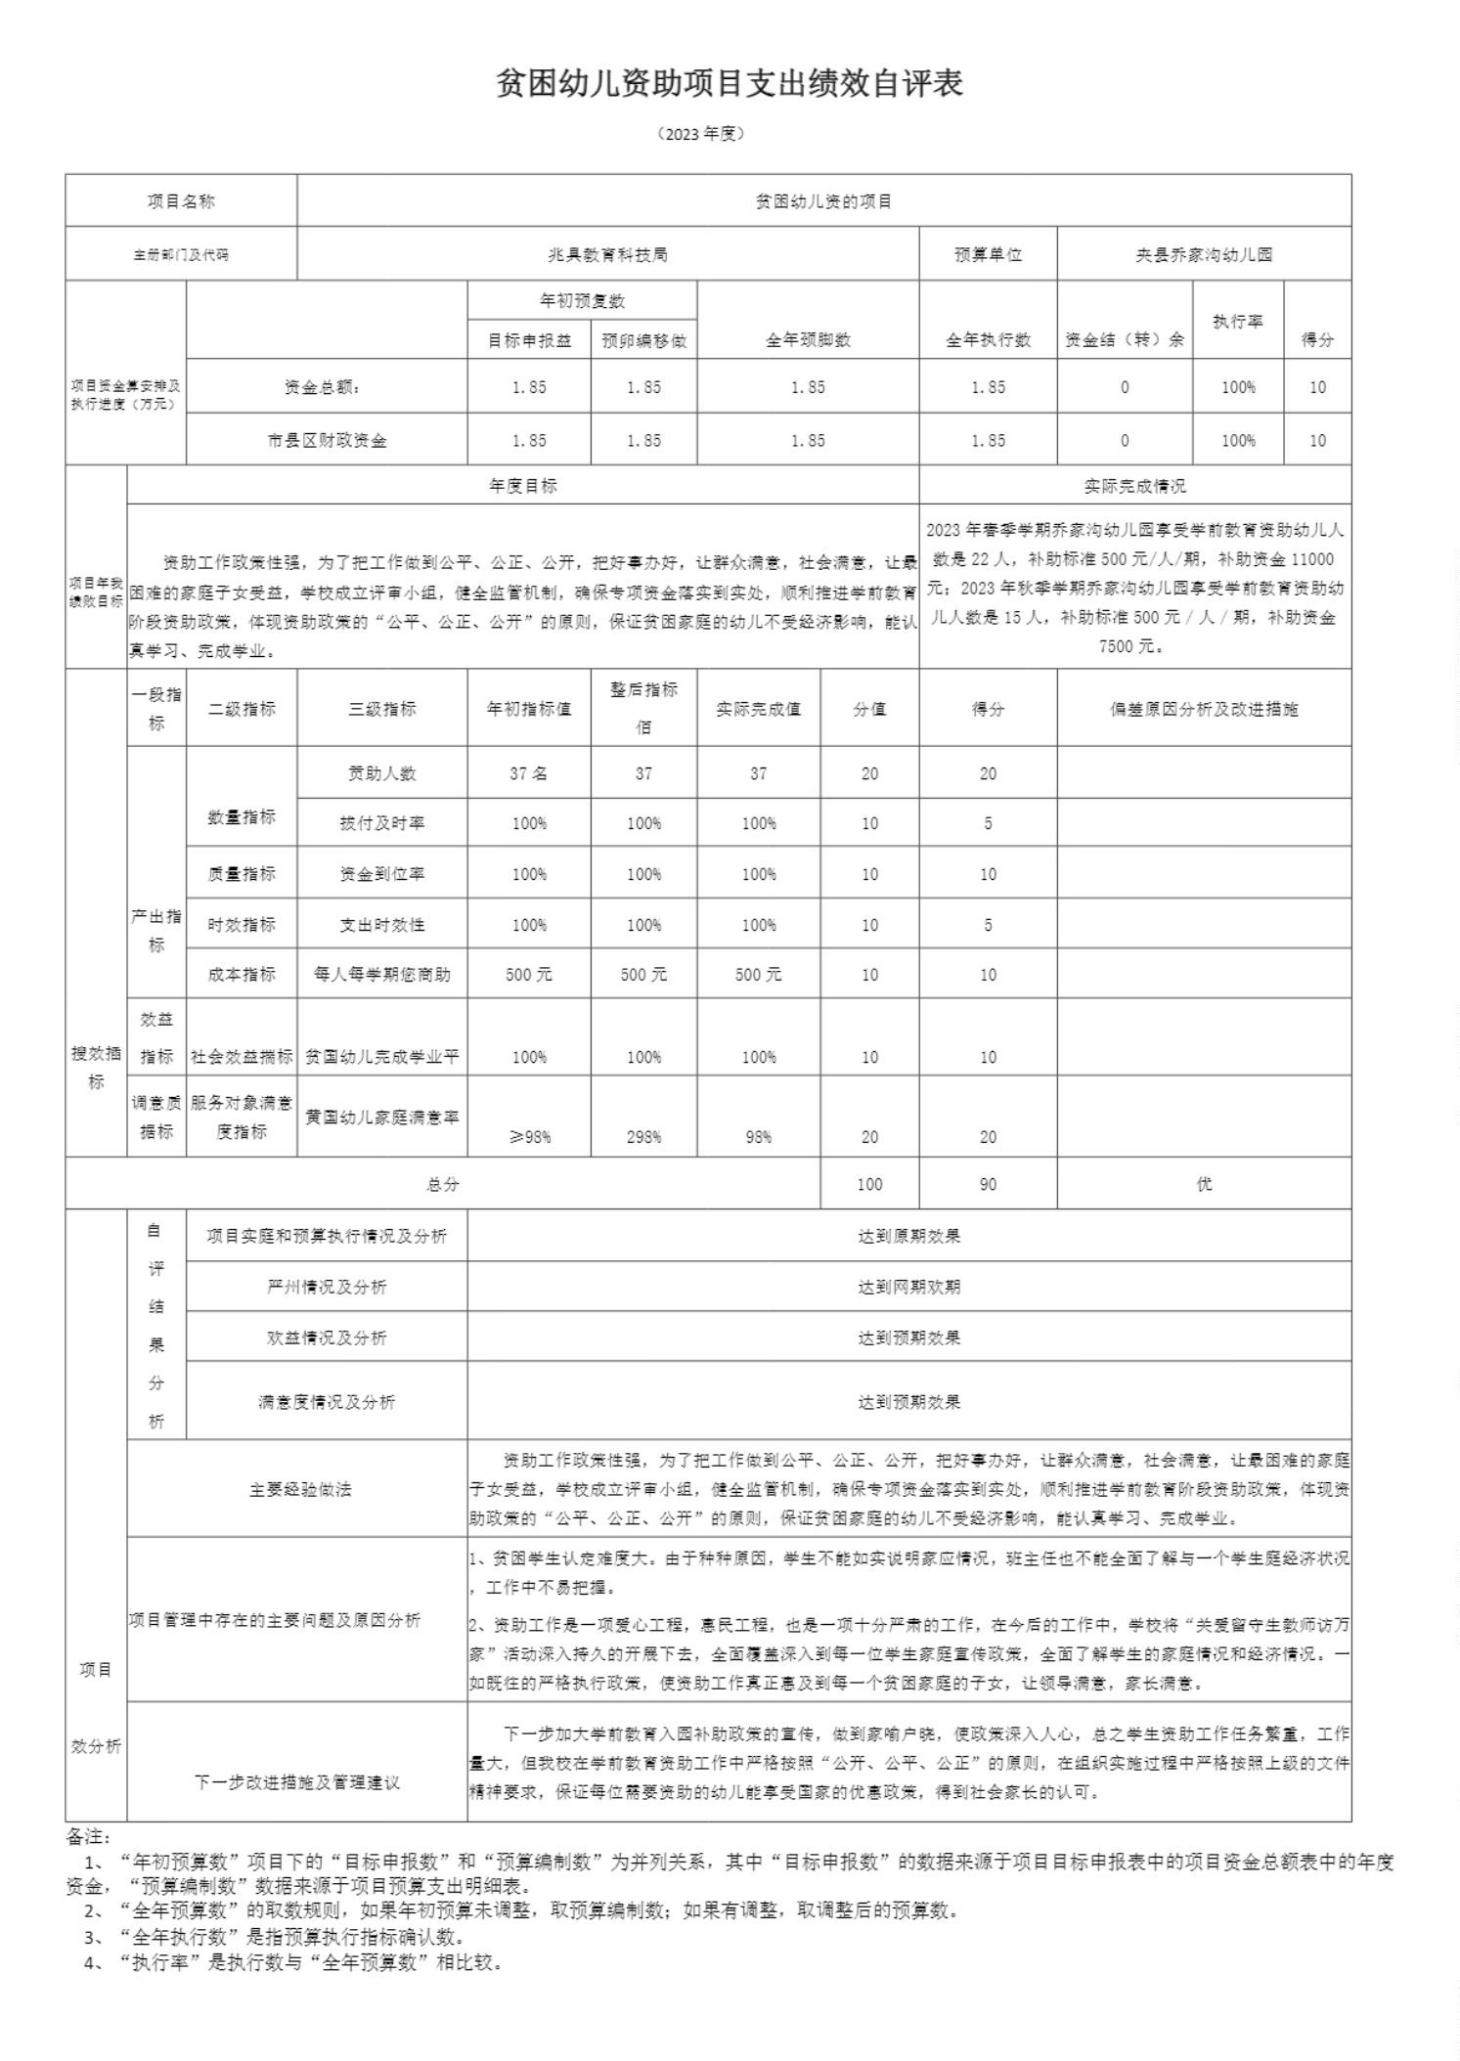 贫困幼儿资助项目支出绩效自评表
（2023 年度）
项目名称
贫困幼儿资的项目
主册部门及代码
兆具教育科技局
预算单位
夹县乔家沟幼儿园
项目资金算安排及
执行进度（万元）
年初预复数
目标申报益
预卯编移做
全年颈脚数
全年执行数
资金结（转）余
执行率
得分
资金总额：
1.85
1.85
1.85
1.85
0
100%
10
市县区财政资金
1.85
1.85
1.85
1.85
0
100%
10
项目年我
绩败目标
年度目标
实际完成情况
资助工作政策性强，为了把工作做到公平、公正、公开，把好事办好，让群众满意，社会满意，让最
困难的家庭子女受益，学校成立评审小组，健全监管机制，确保专项资金落实到实处，顺利推进学前教育
阶段资助政策，体现资助政策的“公平、公正、公开”的原则，保证贫困家庭的幼儿不受经济影响，能认
真学习、完成学业。
2023 年春季学期乔家沟幼儿园享受学前教育资助幼儿人
数是 22 人，补助标准 500 元/人/期，补助资金 11000
元；2023 年秋季学期乔家沟幼儿园享受学前教育资助幼
儿人数是 15 人，补助标准 500 元 / 人 / 期，补助资金
7500 元。
搜效插
标
一段指
标
二级指标
三级指标
年初指标值
整后指标
佰
实际完成值
分值
得分
偏差原因分析及改进措施
产出指
标
数量指标
贡助人数
37 名
37
37
20
20
拔付及时率
100%
100%
100%
10
5
质量指标
资金到位率
100%
100%
100%
10
10
时效指标
支出时效性
100%
100%
100%
10
5
成本指标
每人每学期您商助
500 元
500 元
500 元
10
10
效益
指标
社会效益揣标
贫国幼儿完成学业平
100%
100%
100%
10
10
调意质
据标
服务对象满意
度指标
黄国幼儿家庭满意率
≥98%
298%
98%
20
20
总分
100
90
优
项目
效分析
自
评
结
果
分
析
项目实庭和预算执行情况及分析
达到原期效果
严州情况及分析
达到网期欢期
欢益情况及分析
达到预期效果
满意度情况及分析
达到预期效果
主要经验做法
资助工作政策性强，为了把工作做到公平、公正、公开，把好事办好，让群众满意，社会满意，让最困难的家庭
子女受益，学校成立评审小组，健全监管机制，确保专项资金落实到实处，顺利推进学前教育阶段资助政策，体现资
助政策的“公平、公正、公开”的原则，保证贫困家庭的幼儿不受经济影响，能认真学习、完成学业。
项目管理中存在的主要问题及原因分析
1、贫困学生认定难度大。由于种种原因，学生不能如实说明家应情况，班主任也不能全面了解与一个学生庭经济状况
，工作中不易把握。
2、资助工作是一项爱心工程，惠民工程，也是一项十分严肃的工作，在今后的工作中，学校将“关爱留守生教师访万
家”活动深入持久的开展下去，全面覆盖深入到每一位学生家庭宣传政策，全面了解学生的家庭情况和经济情况。一
如既往的严格执行政策，使资助工作真正惠及到每一个贫困家庭的子女，让领导满意，家长满意。
下一步改进措施及管理建议
下一步加大学前教育入园补助政策的宣传，做到家喻户晓，使政策深入人心，总之学生资助工作任务繁重，工作
量大，但我校在学前教育资助工作中严格按照“公开、公平、公正”的原则，在组织实施过程中严格按照上级的文件
精神要求，保证每位需要资助的幼儿能享受国家的优惠政策，得到社会家长的认可。
备注：
1、“年初预算数”项目下的“目标申报数”和“预算编制数”为并列关系，其中“目标申报数”的数据来源于项目目标申报表中的项目资金总额表中的年度
资金，“预算编制数”数据来源于项目预算支出明细表。
2、“全年预算数”的取数规则，如果年初预算未调整，取预算编制数；如果有调整，取调整后的预算数。
3、“全年执行数”是指预算执行指标确认数。
4、“执行率”是执行数与“全年预算数”相比较。